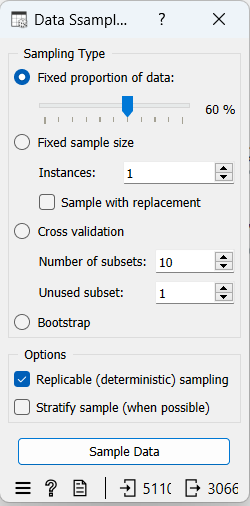 Data Ssampl... ?
Sampling Type
Fixed proportion of data:
60 %
Fixed sample size
Instances: 1
Sample with replacement
Cross validation
Number of subsets: 10
Unused subset: 1
Bootstrap
Options
Replicable (deterministic) sampling
Stratify sample (when possible)
Sample Data
? 5110 3066